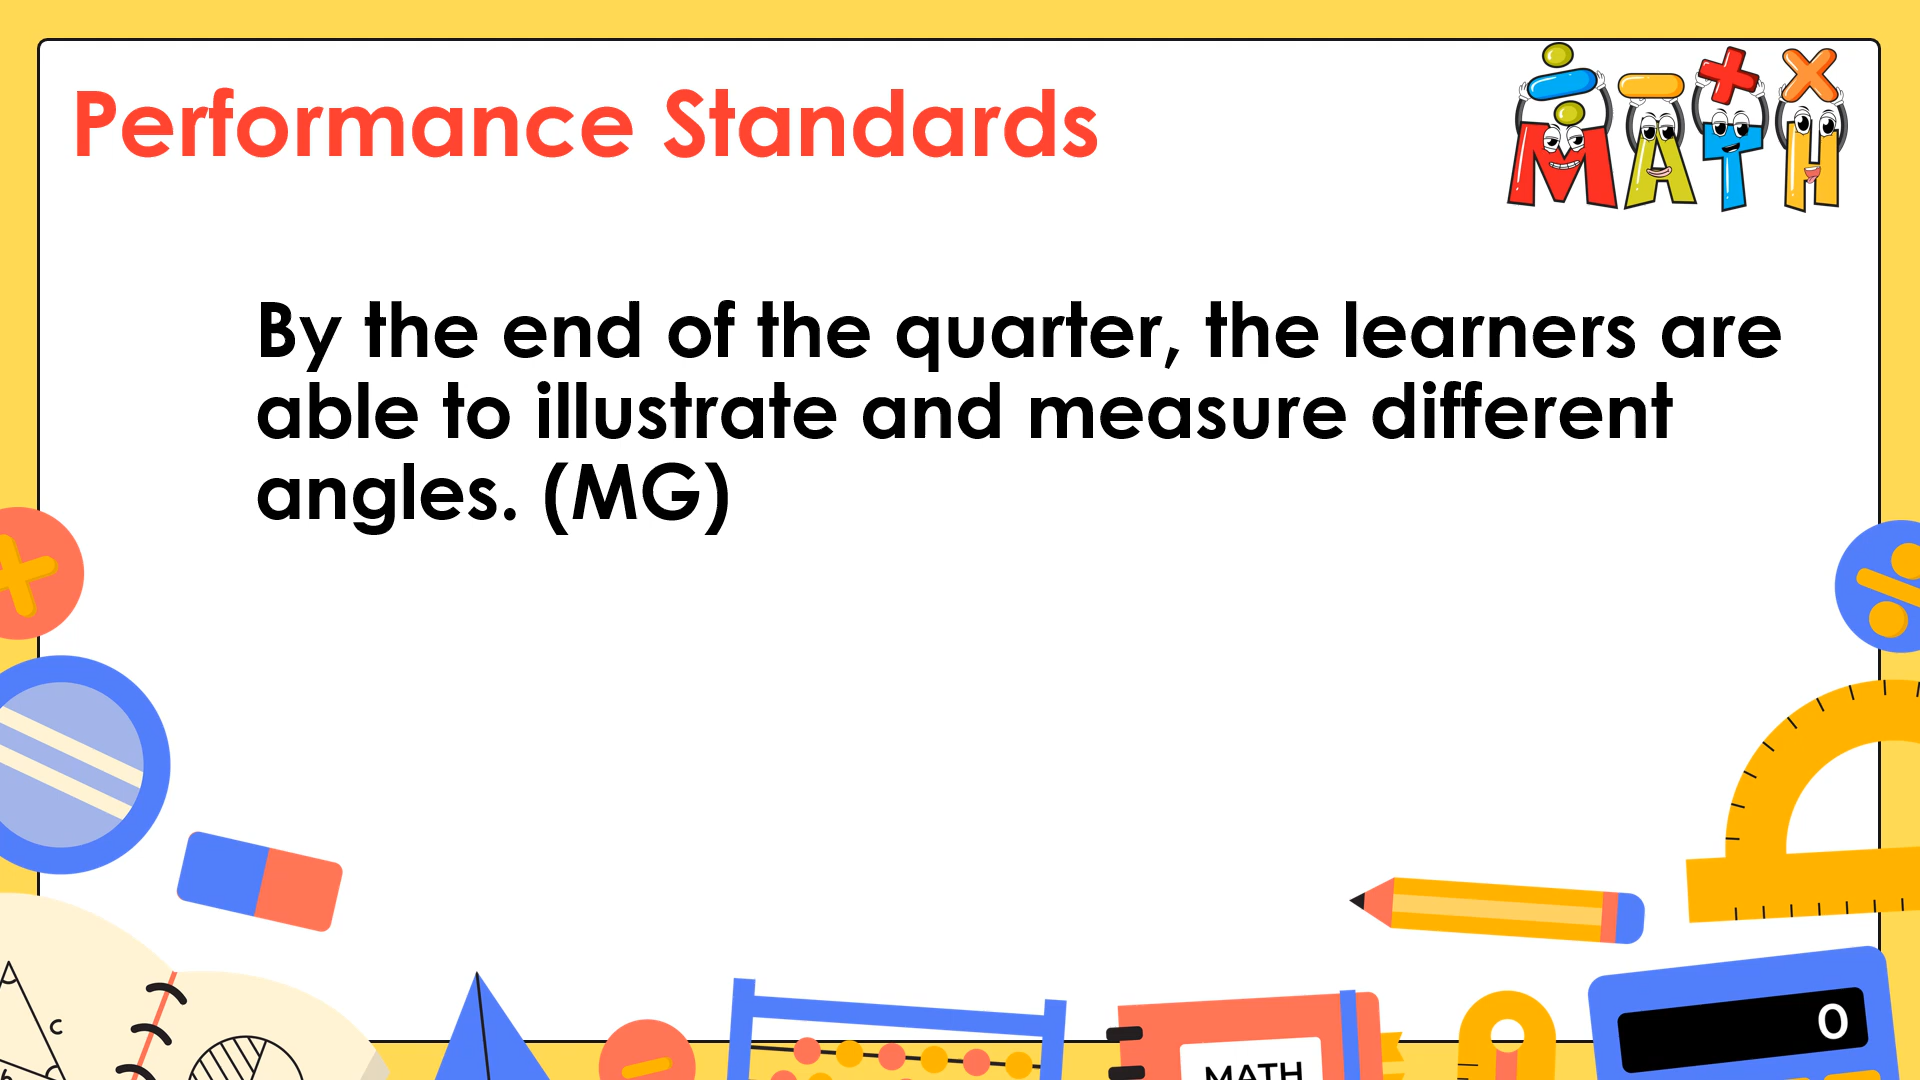 Performance Standards
MATH
By the end of the quarter, the learners are
able to illustrate and measure different
angles. (MG)
c
b
MATH
0